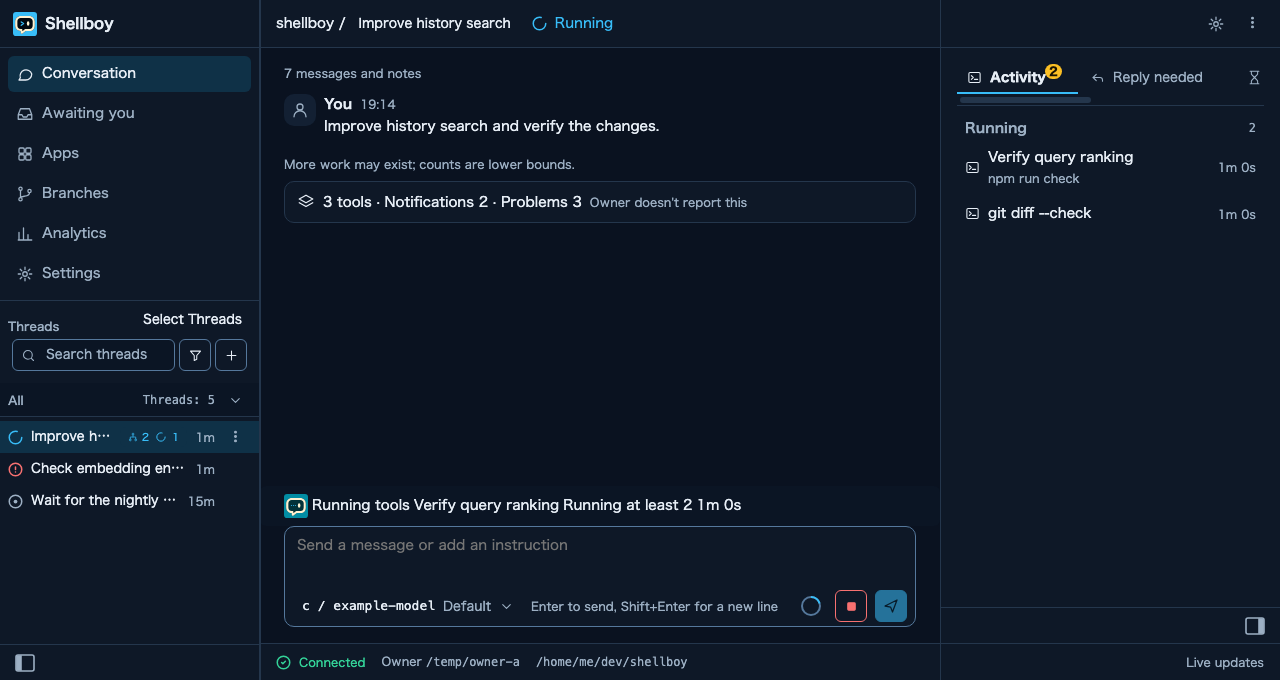 Shellboy
Conversation
Awaiting you
Apps
Branches
Analytics
Settings
Threads
Select Threads
Search threads
All
Threads: 5
Improve h··· 2 1 1m
Check embedding en··· 1m
Wait for the nightly ··· 15m
shellboy / Improve history search Running
7 messages and notes
You 19:14
Improve history search and verify the changes.
More work may exist; counts are lower bounds.
3 tools · Notifications 2 · Problems 3 Owner doesn't report this
Running tools Verify query ranking Running at least 2 1m 0s
Send a message or add an instruction
c / example-model Default Enter to send, Shift+Enter for a new line
Connected Owner /temp/owner-a /home/me/dev/shellboy
Activity 2 Reply needed
Running 2
Verify query ranking 1m 0s
npm run check
git diff --check 1m 0s
Live updates